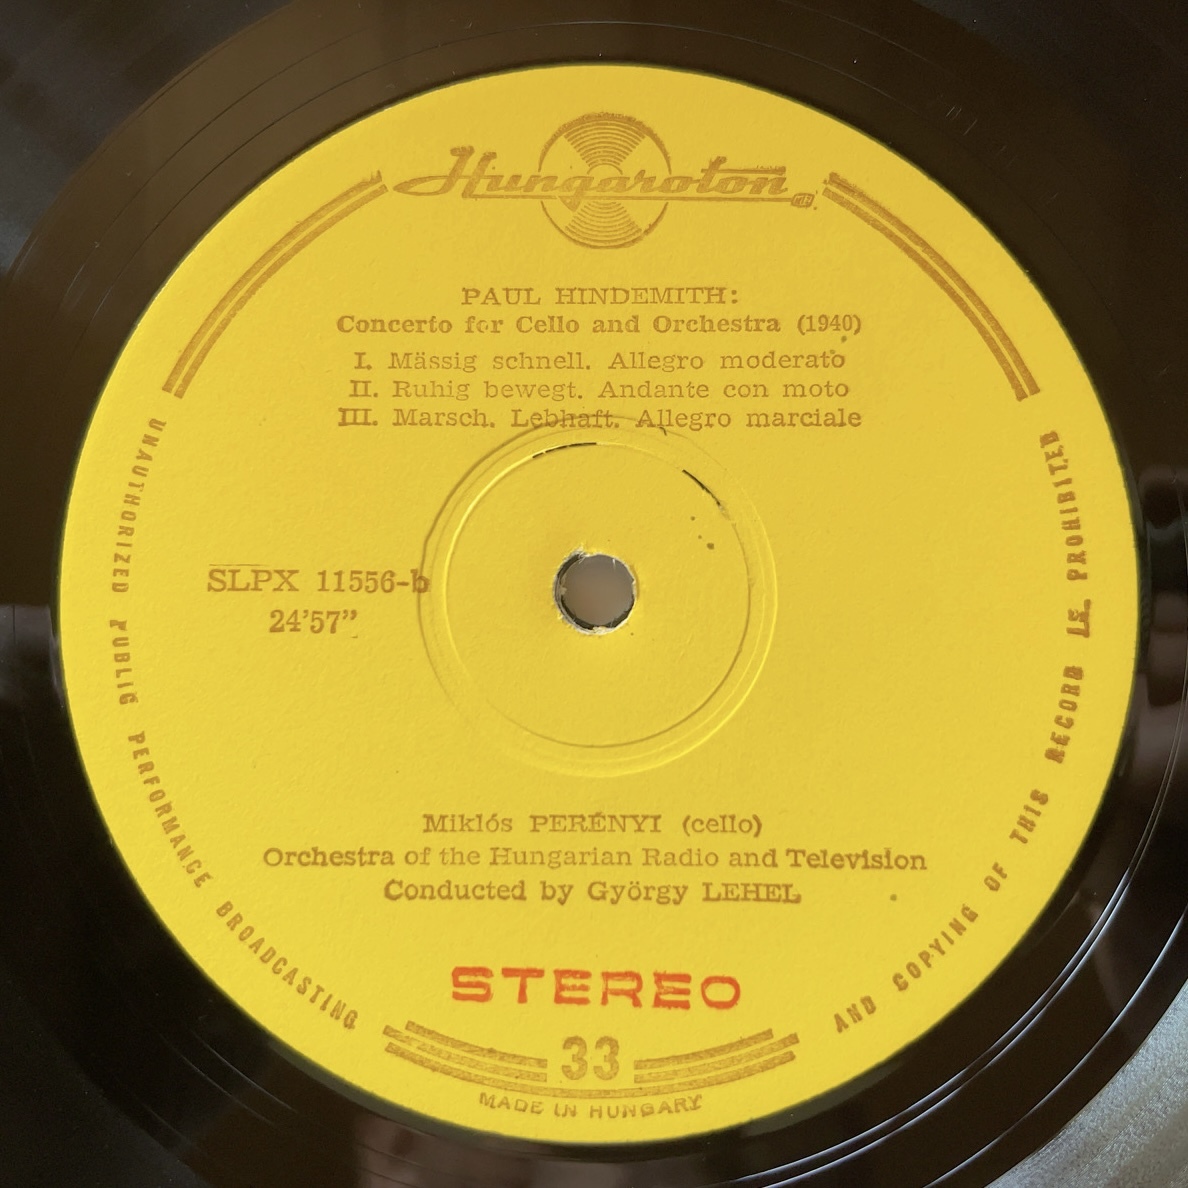 Hungaroton
PAUL HINDEMITH:
Concerto for Cello and Orchestra (1940)
I. Mässig schnell. Allegro moderato
II. Ruhig bewegt. Andante con moto
III. Marsch. Lebhaft. Allegro marciale
SLPX 11556-b
24'57”
Miklós PERÉNYI (cello)
Orchestra of the Hungarian Radio and Television
Conducted by György LEHEL
STEREO
33
MADE IN HUNGARY
UNAUTHORIZED PUBLIC PERFORMANCE BROADCASTING AND COPYING OF THIS RECORD IS PROHIBITED